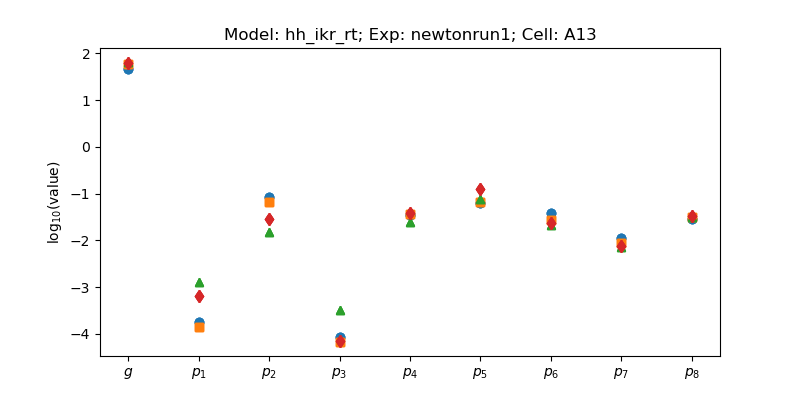 Model: hh_ikr_rt; Exp: newtonrun1; Cell: A13
log₁₀(value)
2
1
0
−1
−2
−3
−4
g p₁ p₂ p₃ p₄ p₅ p₆ p₇ p₈